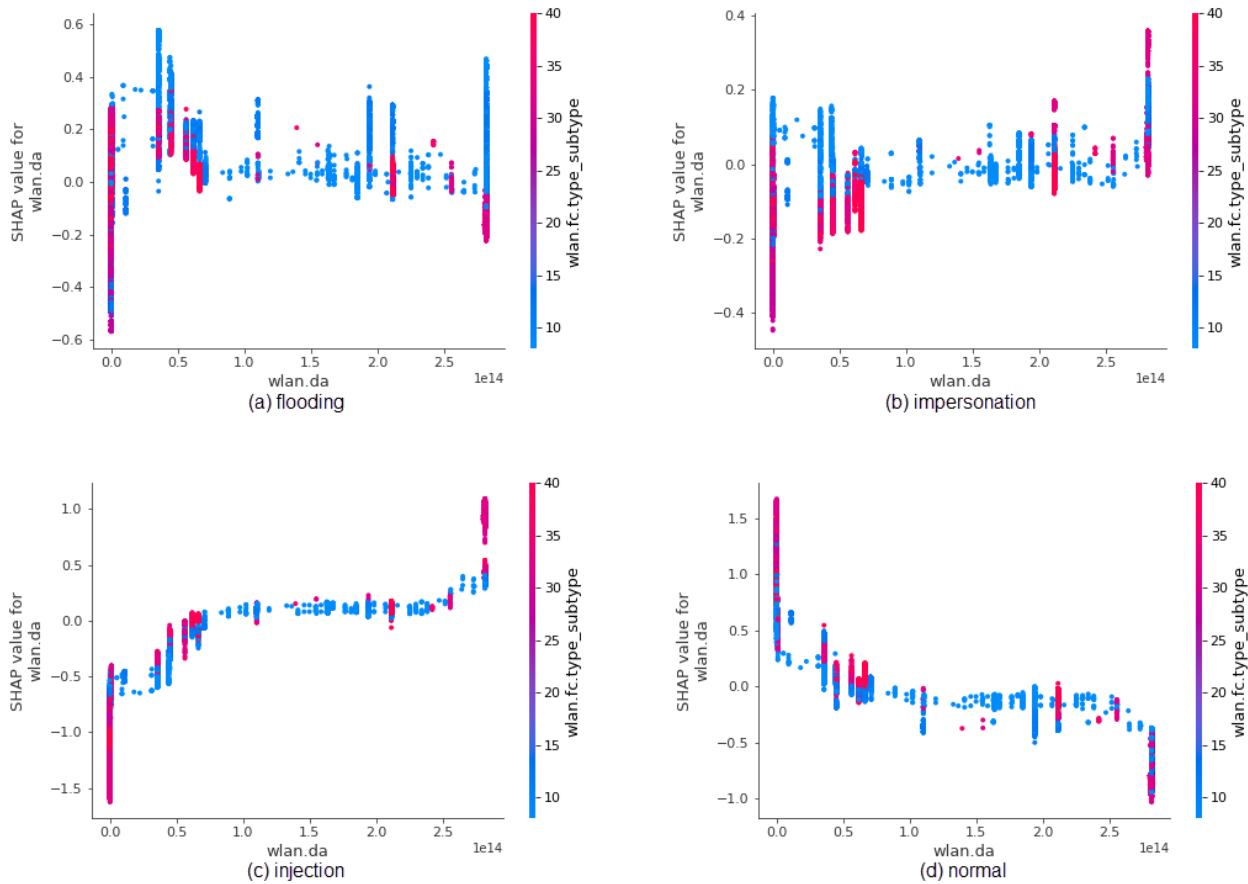 0.6
0.4
0.2
0.0
−0.2
−0.4
−0.6
SHAP value for
wlan.da
0.0 0.5 1.0 1.5 2.0 2.5
1e14
wlan.da
(a) flooding
40
35
30
25
20
15
10
wlan.fc.type_subtype
0.4
0.2
0.0
−0.2
−0.4
SHAP value for
wlan.da
0.0 0.5 1.0 1.5 2.0 2.5
1e14
wlan.da
(b) impersonation
40
35
30
25
20
15
10
wlan.fc.type_subtype
1.0
0.5
0.0
−0.5
−1.0
−1.5
SHAP value for
wlan.da
0.0 0.5 1.0 1.5 2.0 2.5
1e14
wlan.da
(c) injection
40
35
30
25
20
15
10
wlan.fc.type_subtype
1.5
1.0
0.5
0.0
−0.5
−1.0
SHAP value for
wlan.da
0.0 0.5 1.0 1.5 2.0 2.5
1e14
wlan.da
(d) normal
40
35
30
25
20
15
10
wlan.fc.type_subtype